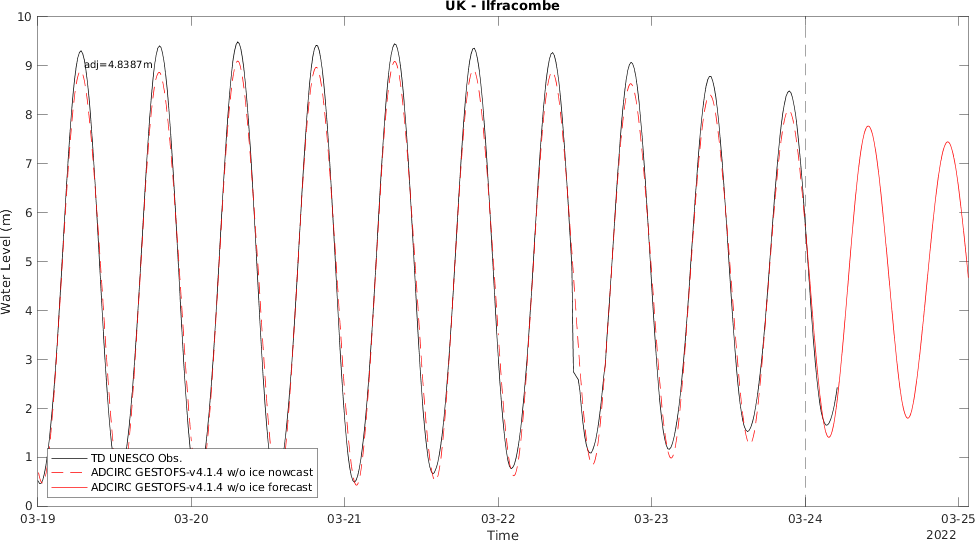 UK - Ilfracombe
10
9
8
7
6
5
4
3
2
1
0
Water Level (m)
adj=4.8387m
TD UNESCO Obs.
ADCIRC GESTOFS-v4.1.4 w/o ice nowcast
ADCIRC GESTOFS-v4.1.4 w/o ice forecast
03-19 03-20 03-21 03-22 03-23 03-24 03-25
Time
2022